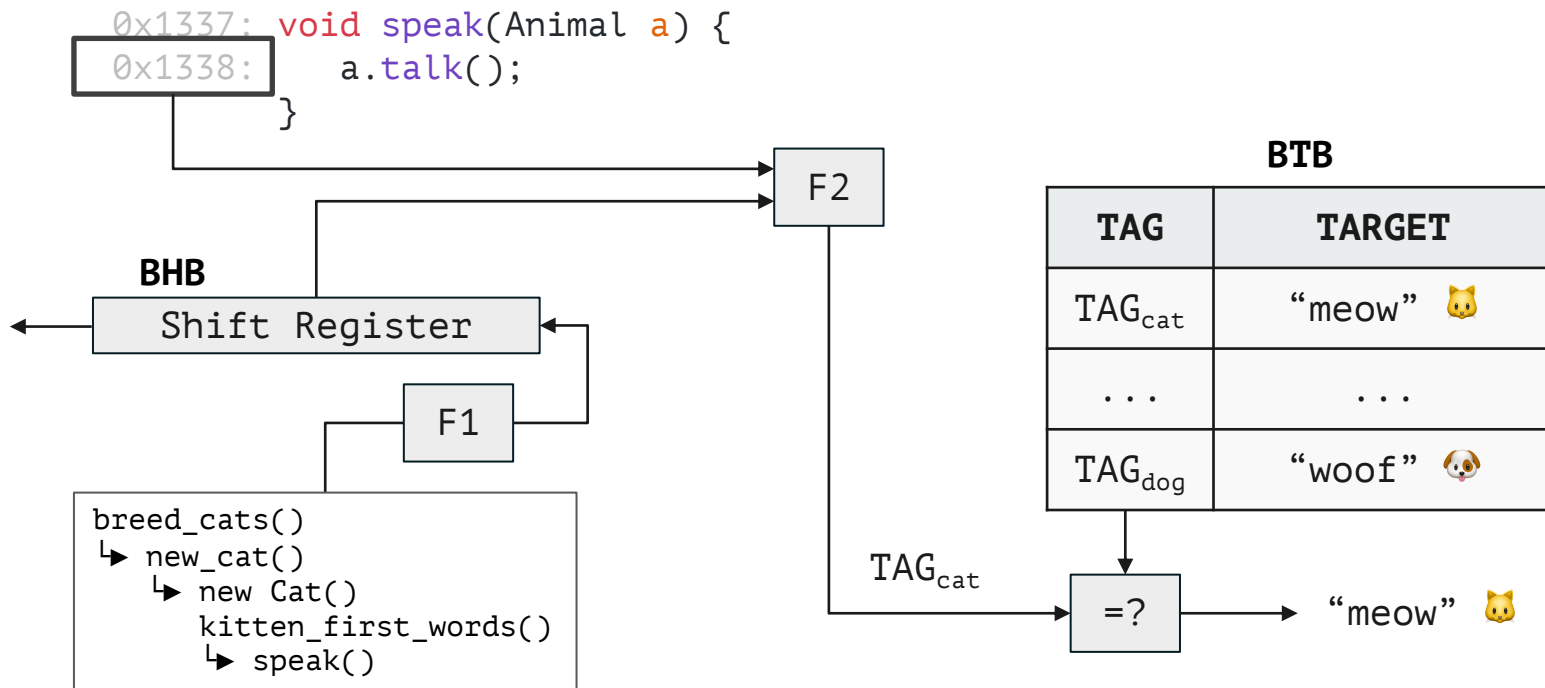 0x1337: void speak(Animal a) {
0x1338: a.talk();
}
F2
BHB
Shift Register
F1
breed_cats()
↳ new_cat()
↳ new Cat()
kitten_first_words()
↳ speak()
BTB
TAG TARGET
TAGcat “meow” 🐱
... ...
TAGdog “woof” 🐶
TAGcat
=?
“meow” 🐱